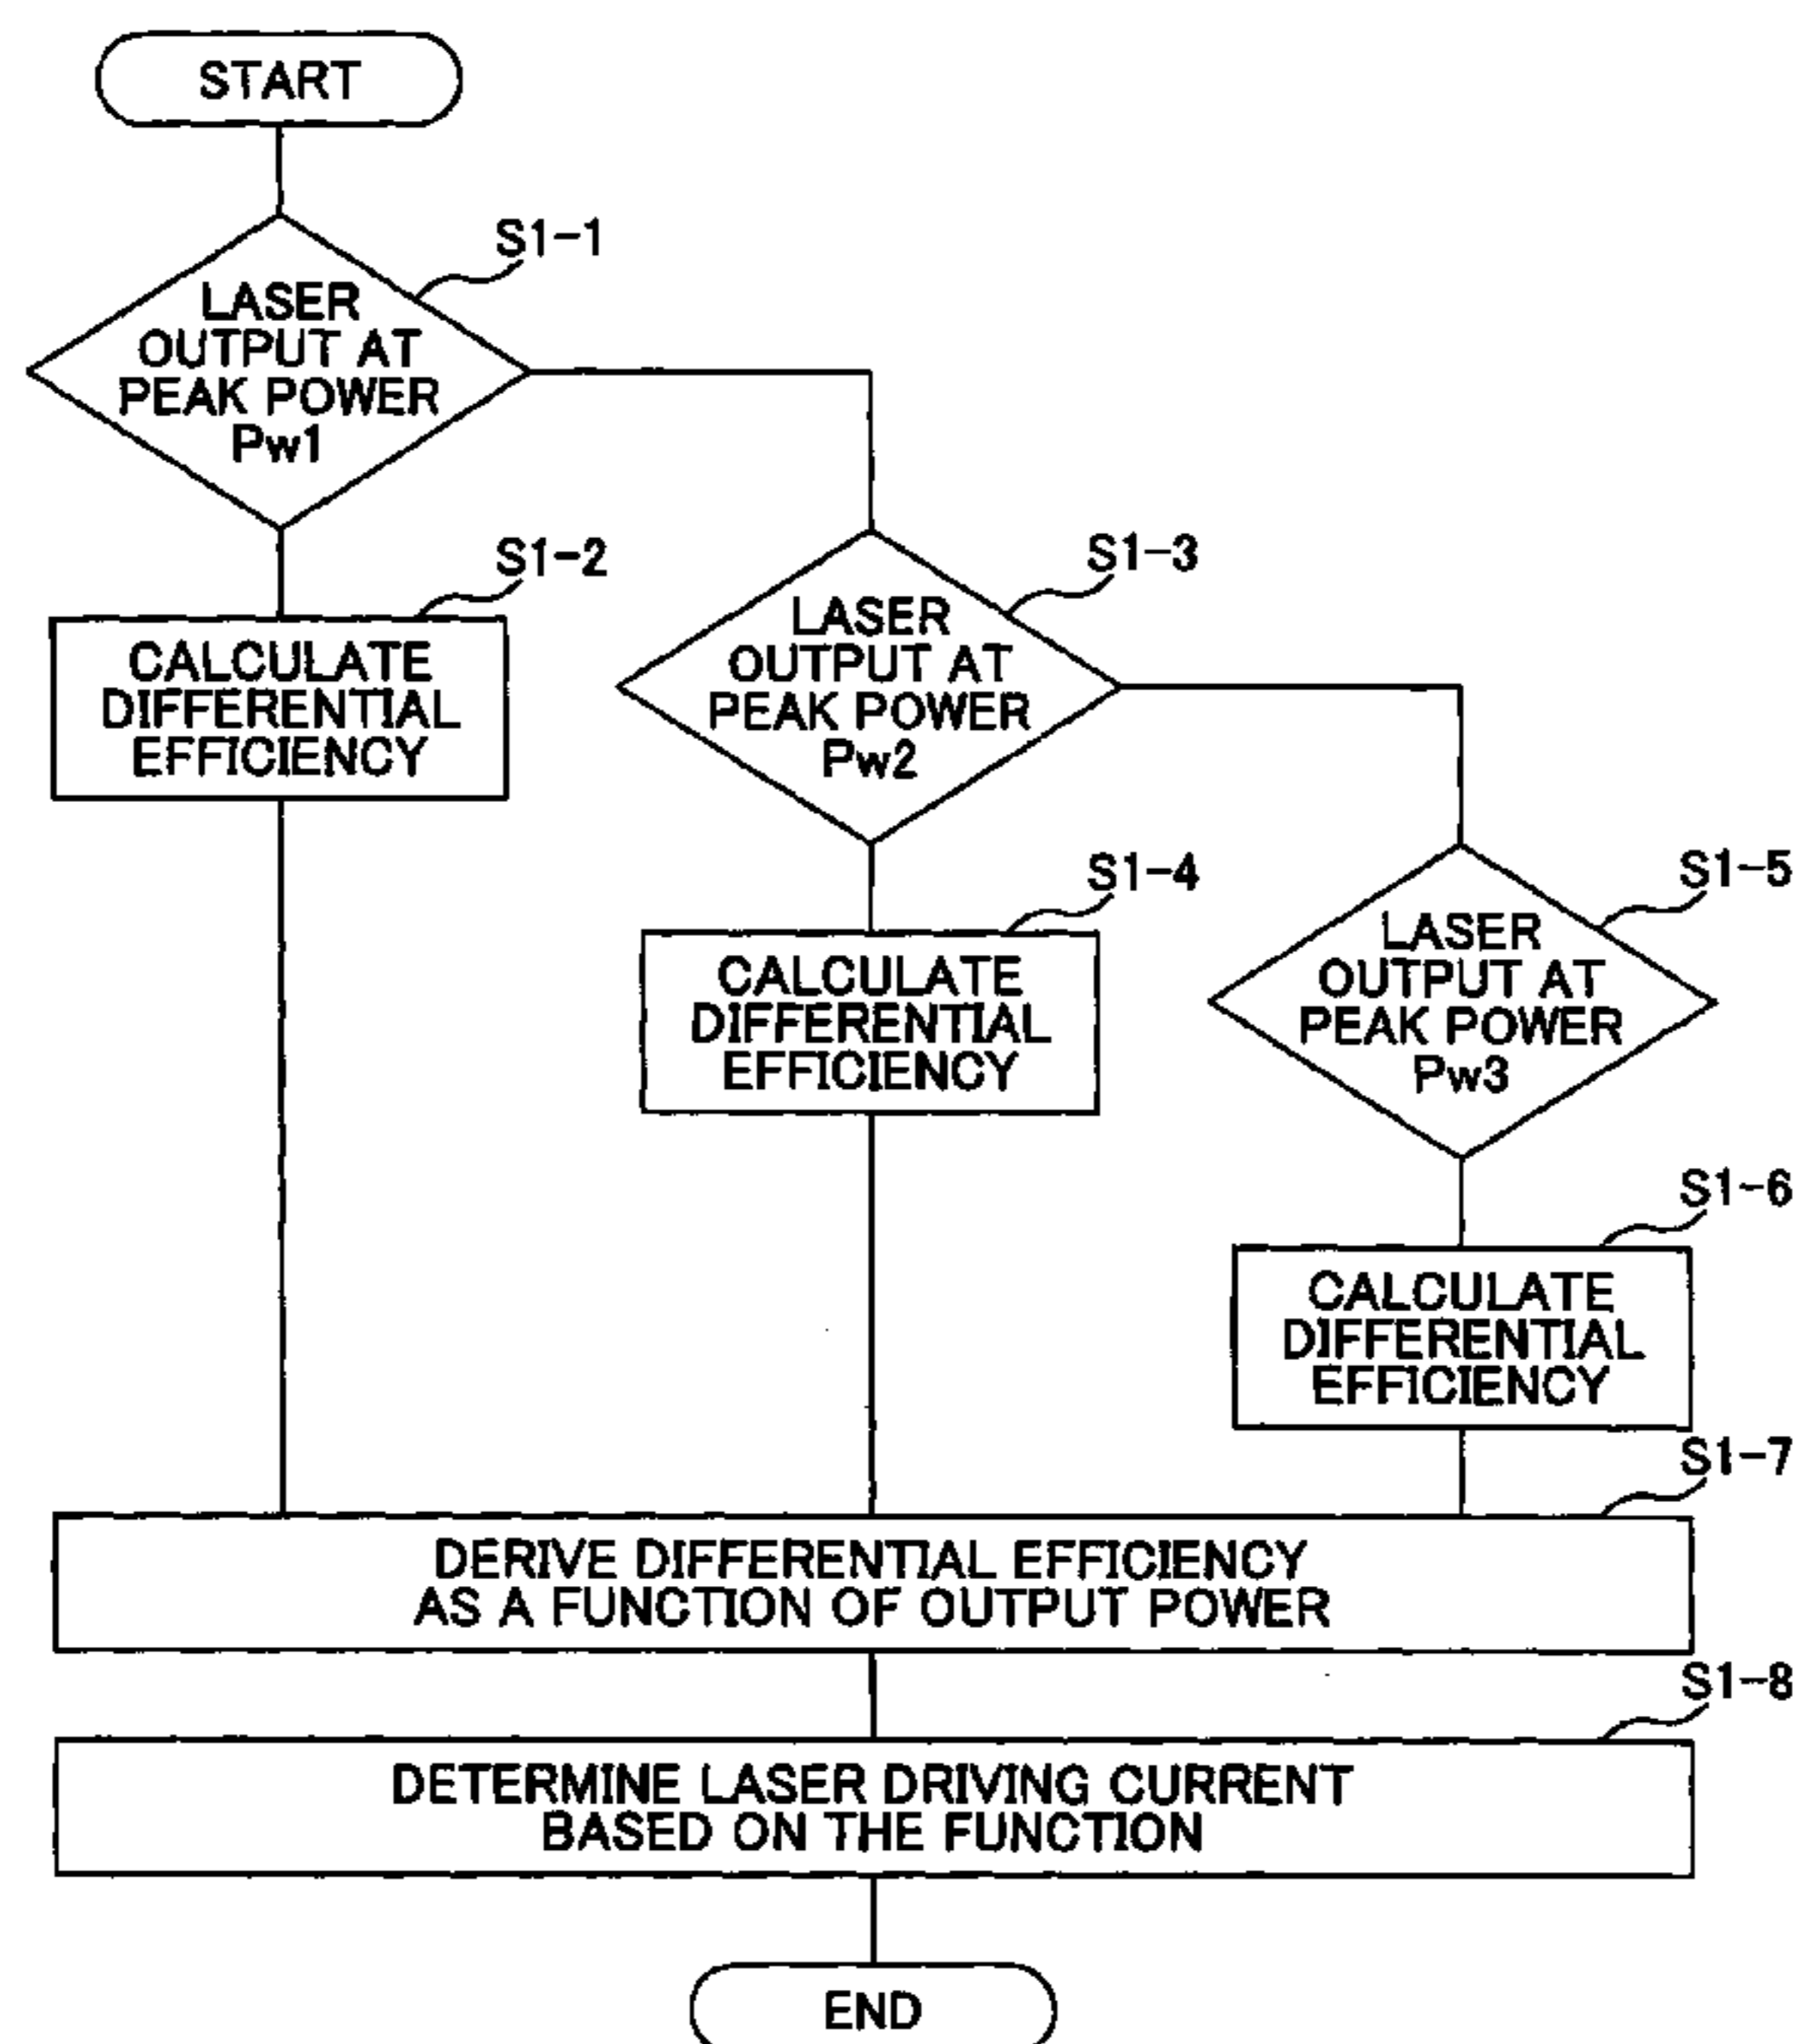 START
S1-1
LASER
OUTPUT AT
PEAK POWER
Pw1
S1-2
CALCULATE
DIFFERENTIAL
EFFICIENCY
S1-3
LASER
OUTPUT AT
PEAK POWER
Pw2
S1-4
CALCULATE
DIFFERENTIAL
EFFICIENCY
S1-5
LASER
OUTPUT AT
PEAK POWER
Pw3
S1-6
CALCULATE
DIFFERENTIAL
EFFICIENCY
S1-7
DERIVE DIFFERENTIAL EFFICIENCY
AS A FUNCTION OF OUTPUT POWER
S1-8
DETERMINE LASER DRIVING CURRENT
BASED ON THE FUNCTION
END